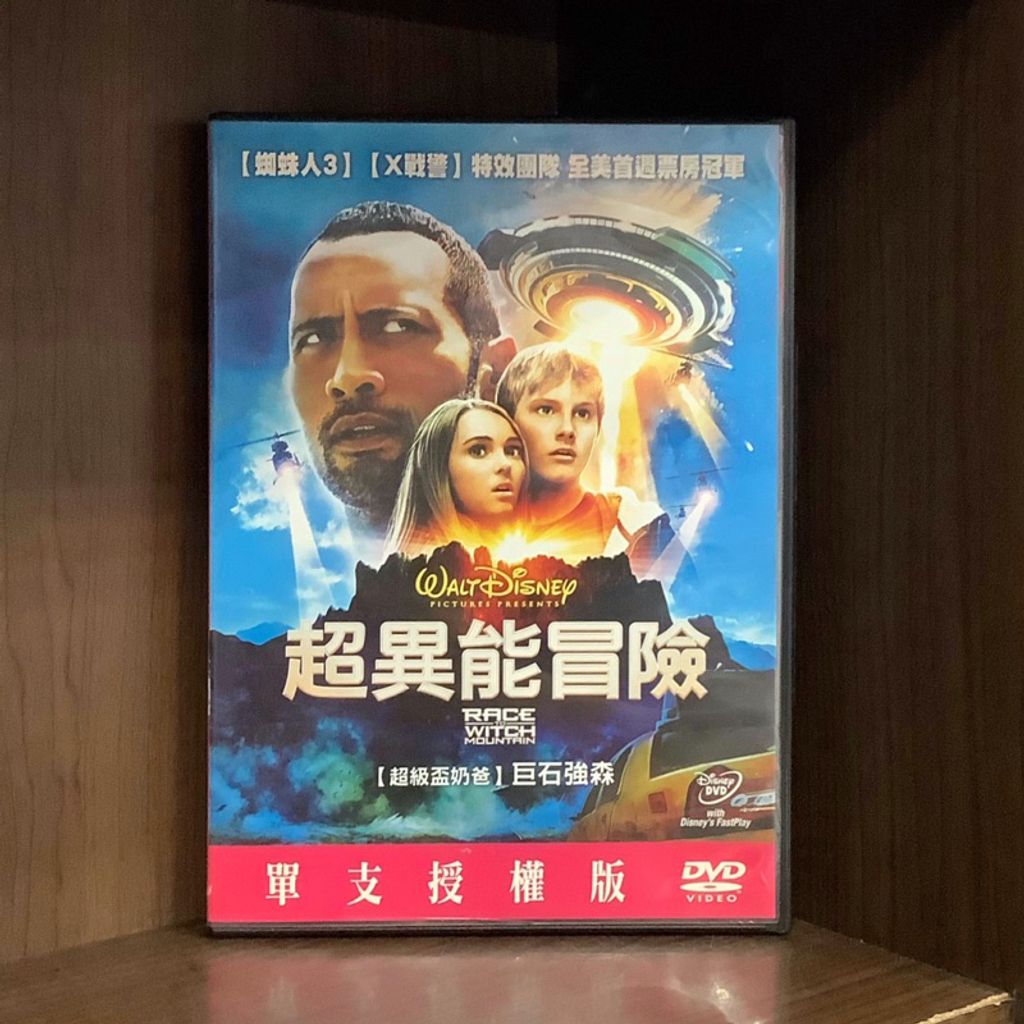 【蜘蛛人3】【X戰警】特效團隊 全美首週票房冠軍
WALT DISNEY
PICTURES PRESENTS
超異能冒險
RACE
TO
WITCH
MOUNTAIN
【超級盃奶爸】巨石強森
Disney
DVD
with
Disney's FastPlay
單支授權版
DVD
VIDEO